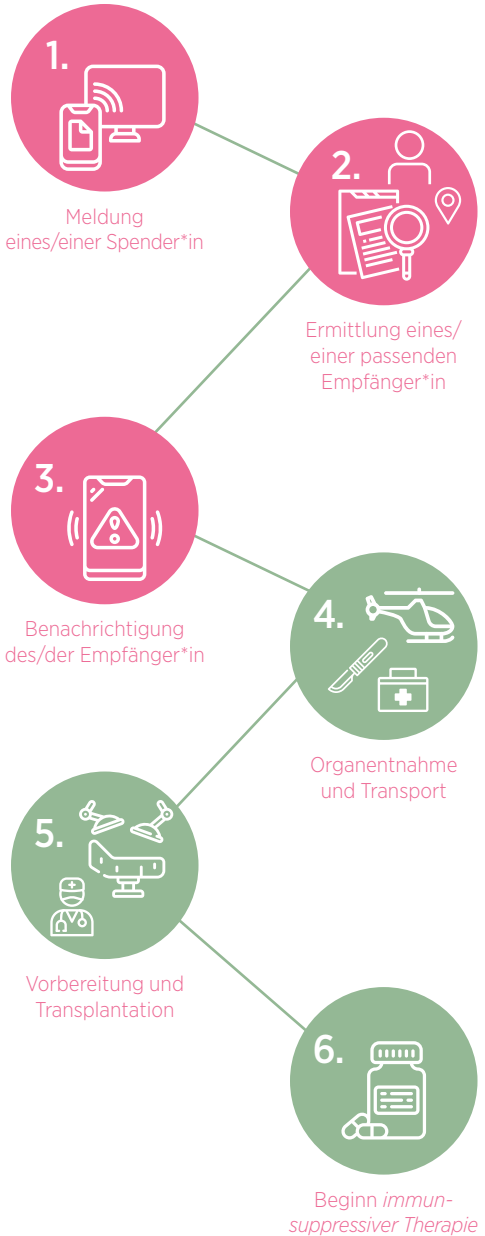 1.
Meldung
eines/einer Spender*in
2.
Ermittlung eines/
einer passenden
Empfänger*in
3.
Benachrichtigung
des/der Empfänger*in
4.
Organentnahme
und Transport
5.
Vorbereitung und
Transplantation
6.
Beginn immun-
suppressiver Therapie